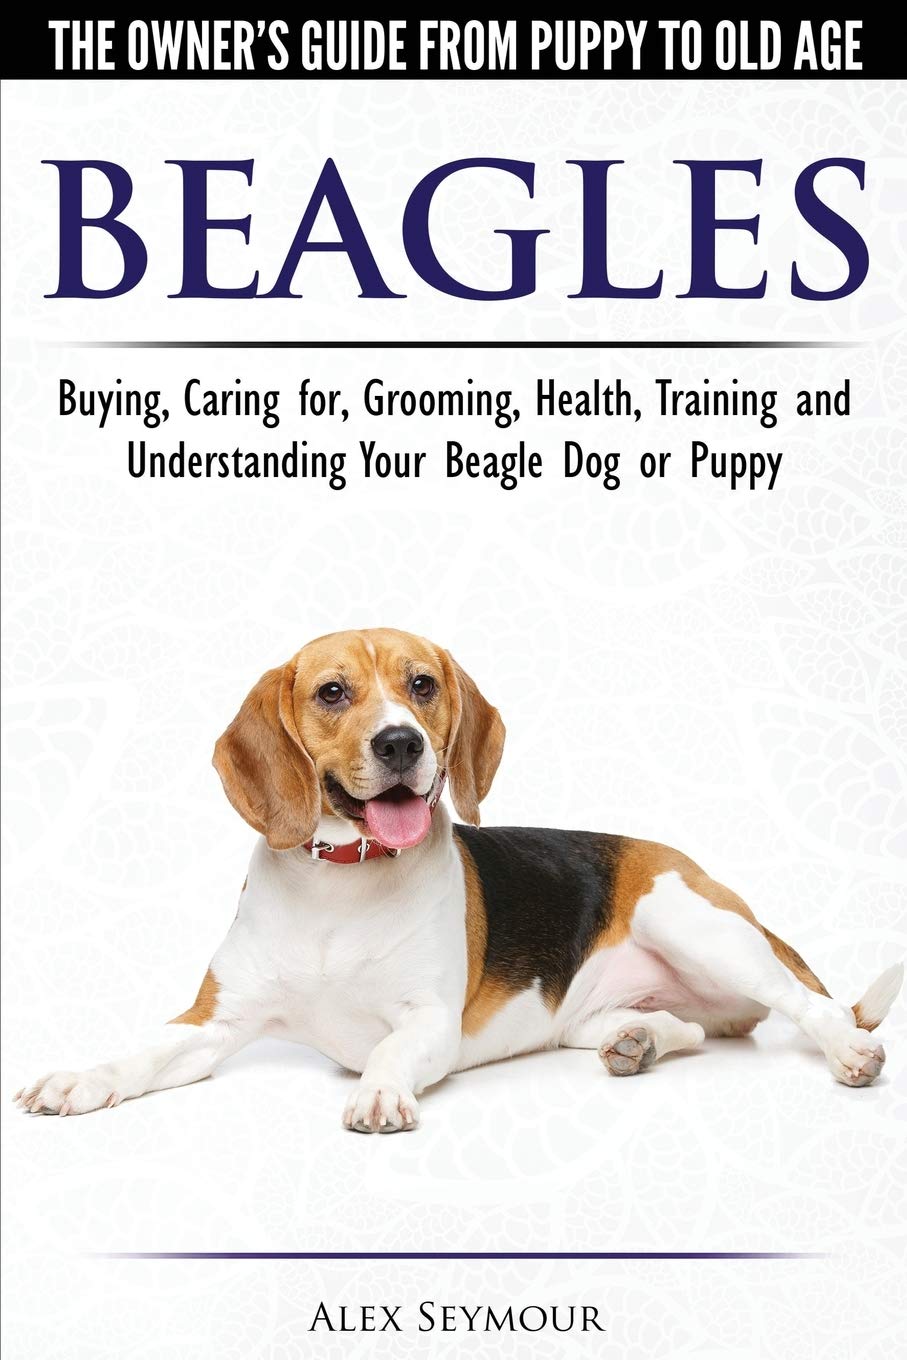 THE OWNER'S GUIDE FROM PUPPY TO OLD AGE
BEAGLES
Buying, Caring for, Grooming, Health, Training and
Understanding Your Beagle Dog or Puppy
ALEX SEYMOUR